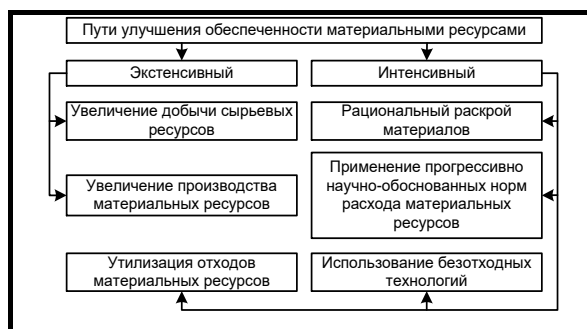 Пути улучшения обеспеченности материальными ресурсами
Экстенсивный
Интенсивный
Увеличение добычи сырьевых
ресурсов
Рациональный раскрой
материалов
Увеличение производства
материальных ресурсов
Применение прогрессивно
научно-обоснованных норм
расхода материальных
ресурсов
Утилизация отходов
материальных ресурсов
Использование безотходных
технологий